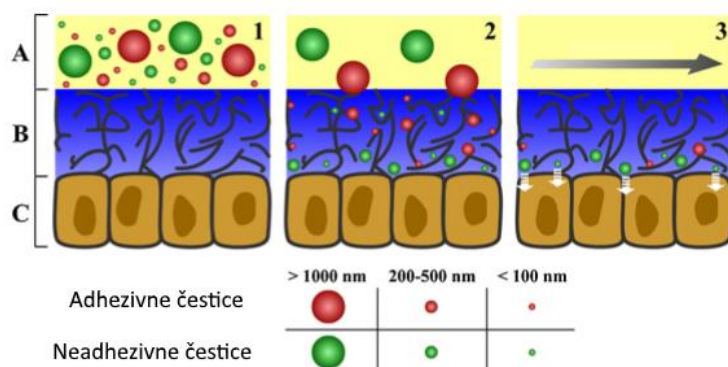 A
B
C
1
2
3
> 1000 nm 200-500 nm < 100 nm
Adhezivne čestice
Neadhezivne čestice